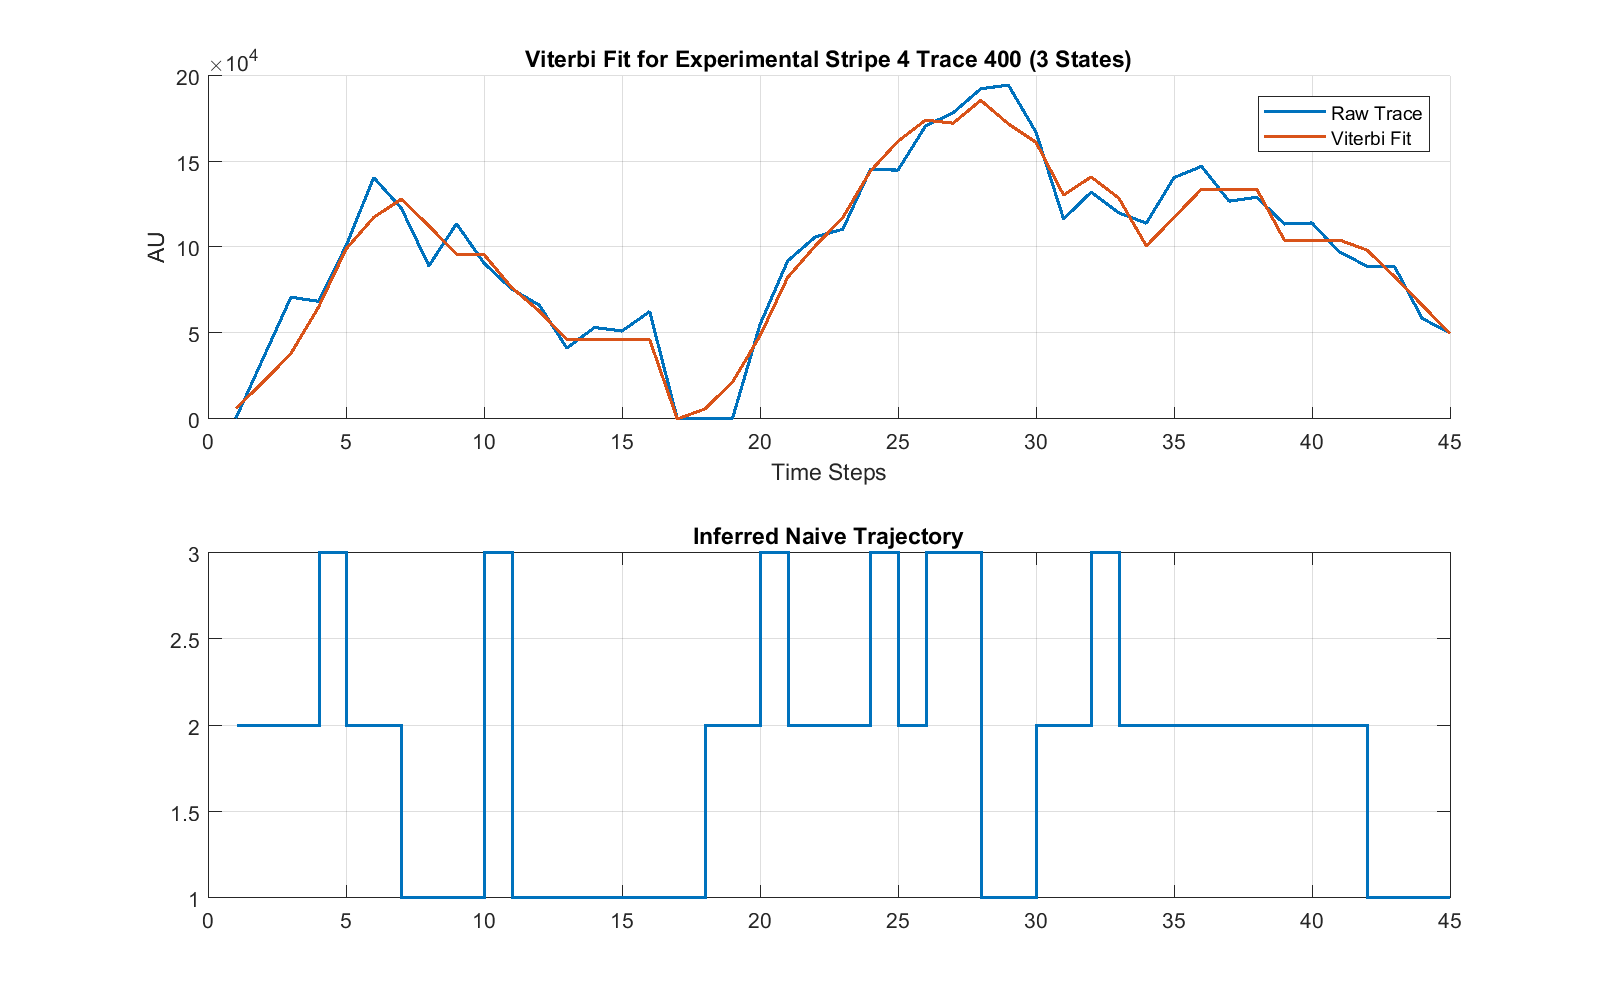 Viterbi Fit for Experimental Stripe 4 Trace 400 (3 States)
×10^4
20
15
10
5
0
AU
Raw Trace
Viterbi Fit
0 5 10 15 20 25 30 35 40 45
Time Steps
Inferred Naive Trajectory
3
2.5
2
1.5
1
0 5 10 15 20 25 30 35 40 45